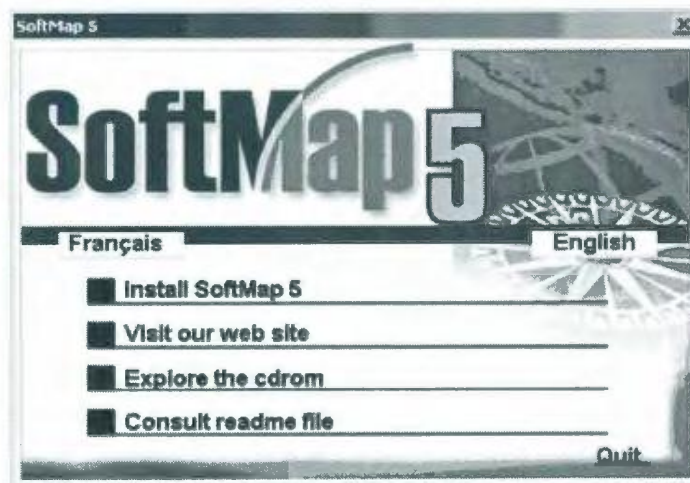 SoftMap 5
SoftMap 5
Français English
Install SoftMap 5
Visit our web site
Explore the cdrom
Consult readme file
Quit